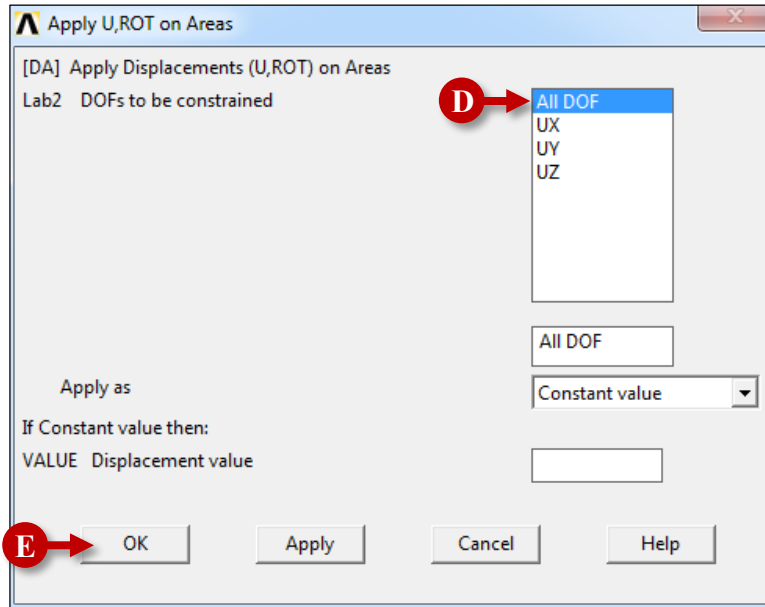 Apply U,ROT on Areas
[DA] Apply Displacements (U,ROT) on Areas
Lab2 DOFs to be constrained
D
All DOF
UX
UY
UZ
All DOF
Apply as
Constant value
If Constant value then:
VALUE Displacement value
E
OK
Apply
Cancel
Help